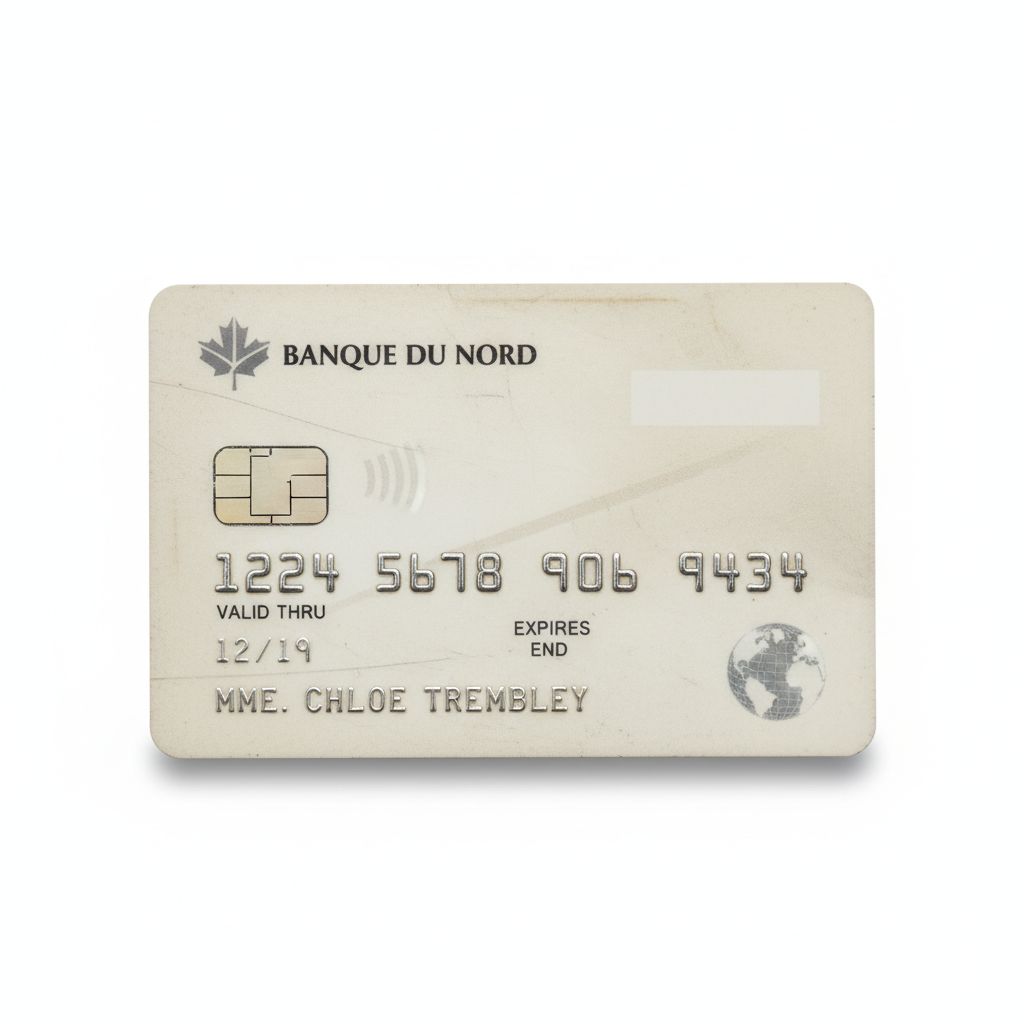 BANQUE DU NORD
1224 5678 906 9434
VALID THRU
EXPIRES
END
12/19
MME. CHLOE TREMBLEY